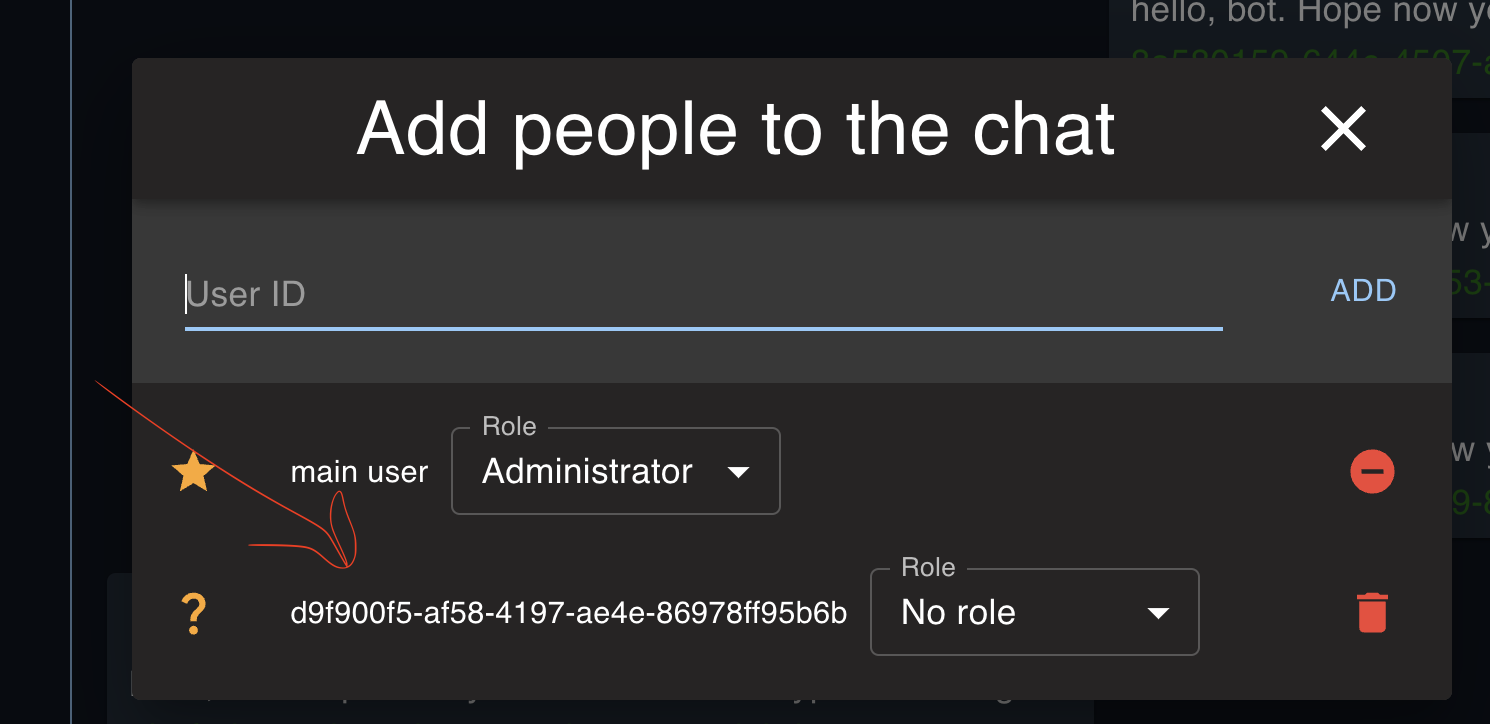 hello, bot. Hope now
Add people to the chat
User ID
ADD
Role
main user
Administrator
Role
d9f900f5-af58-4197-ae4e-86978ff95b6b
No role